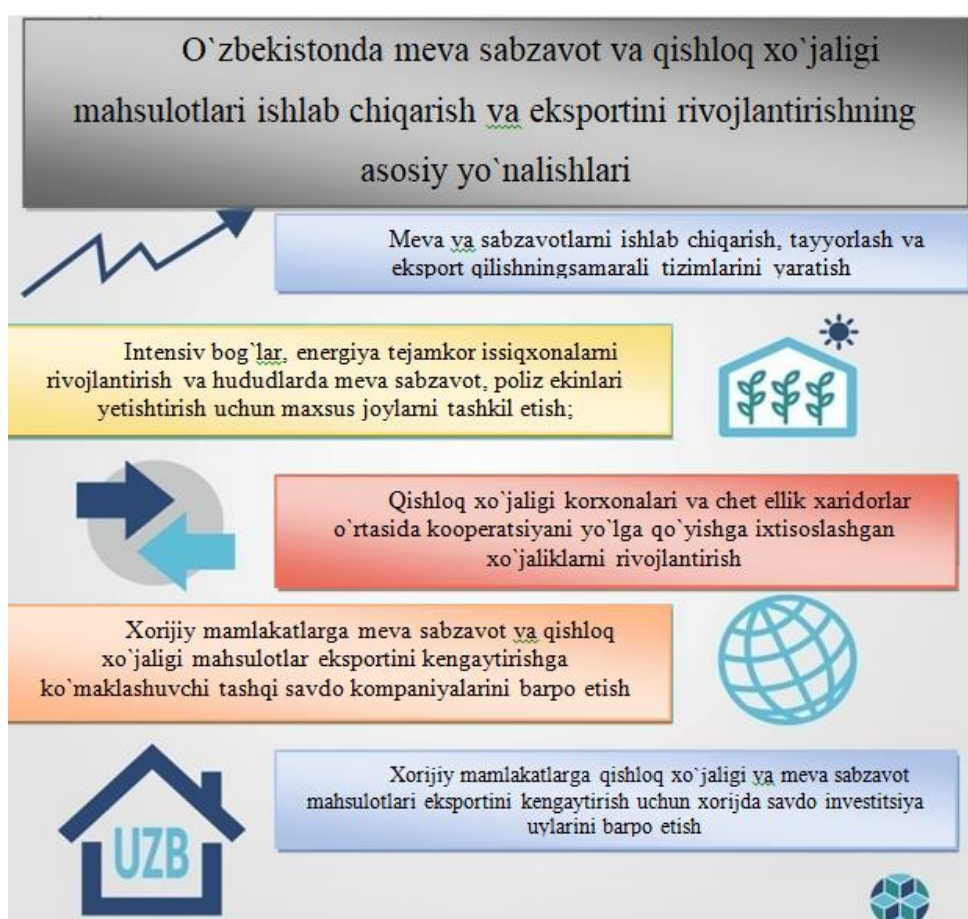 O`zbekistonda meva sabzavot va qishloq xo`jaligi
mahsulotlari ishlab chiqarish va eksportini rivojlantirishning
asosiy yo`nalishlari
Meva va sabzavotlarni ishlab chiqarish, tayyorlash va
eksport qilishningsamarali tizimlarini yaratish
Intensiv bog`lar, energiya tejamkor issiqxonalarni
rivojlantirish va hududlarda meva sabzavot, poliz ekinlari
yetishtirish uchun maxsus joylarni tashkil etish;
Qishloq xo`jaligi korxonalari va chet ellik xaridorlar
o`rtasida kooperatsiyani yo`lga qo`yishga ixtisoslashgan
xo`jaliklarni rivojlantirish
Xorijiy mamlakatlarga meva sabzavot va qishloq
xo`jaligi mahsulotlar eksportini kengaytirishga
ko`maklashuvchi tashqi savdo kompaniyalarini barpo etish
Xorijiy mamlakatlarga qishloq xo`jaligi va meva sabzavot
mahsulotlari eksportini kengaytirish uchun xorijda savdo investitsiya
uylarini barpo etish
UZB